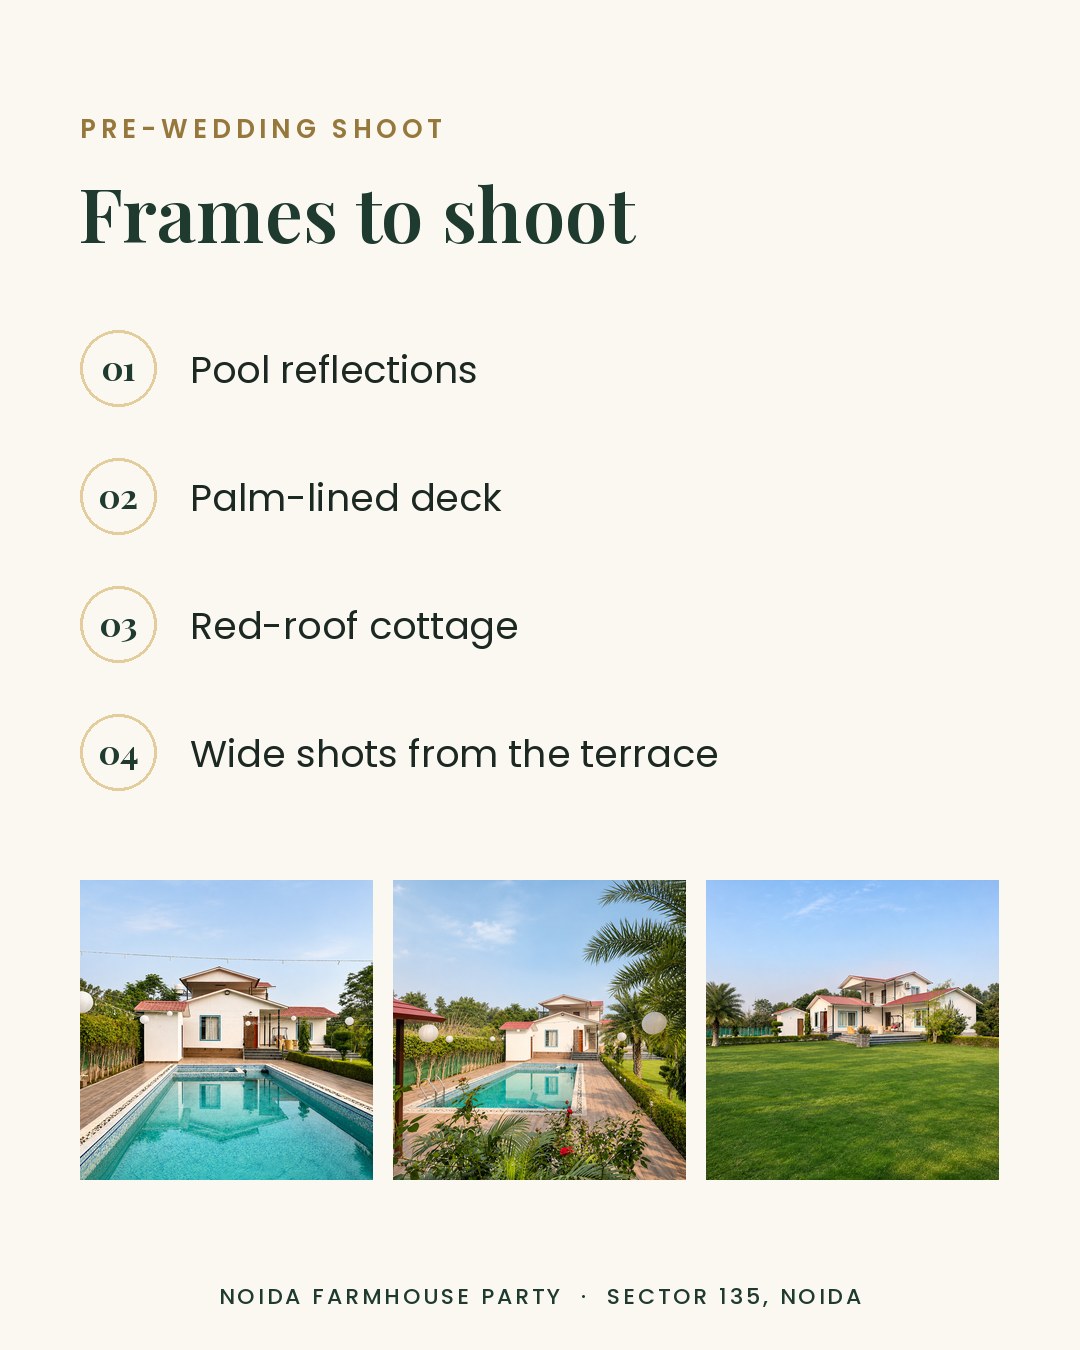 PRE-WEDDING SHOOT
Frames to shoot
01 Pool reflections
02 Palm-lined deck
03 Red-roof cottage
04 Wide shots from the terrace
NOIDA FARMHOUSE PARTY · SECTOR 135, NOIDA